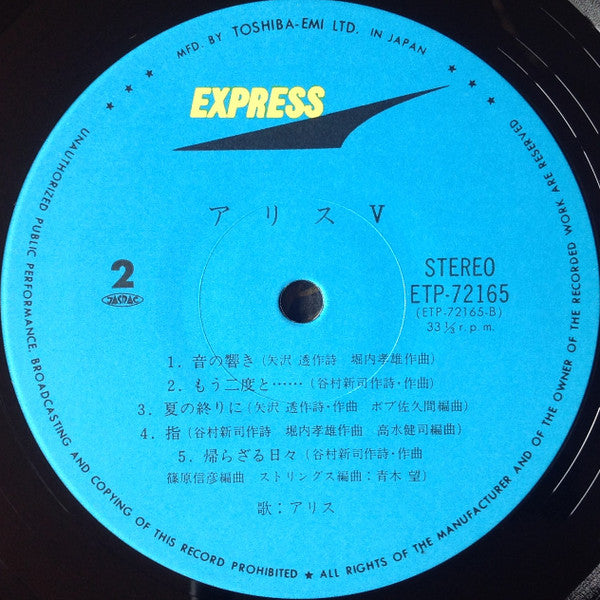 MFD. BY TOSHIBA-EMI LTD. IN JAPAN
★ ★ ★
★ ★ ★
EXPRESS
アリス V
2
JASRAC
STEREO
ETP-72165
(ETP-72165-B)
33⅓ r.p.m.
1. 音の響き (矢沢 透作詩 堀内孝雄作曲)
2. もう二度と…… (谷村新司作詩・作曲)
3. 夏の終りに (矢沢 透作詩・作曲 ボブ佐久間編曲)
4. 指 (谷村新司作詩 堀内孝雄作曲 高水健司編曲)
5. 帰らざる日々 (谷村新司作詩・作曲
篠原信彦編曲 ストリングス編曲：青木 望)
歌：アリス
UNAUTHORIZED PUBLIC PERFORMANCE, BROADCASTING AND COPYING OF THIS RECORD PROHIBITED ★ ALL RIGHTS OF THE MANUFACTURER AND OF THE OWNER OF THE RECORDED WORK ARE RESERVED